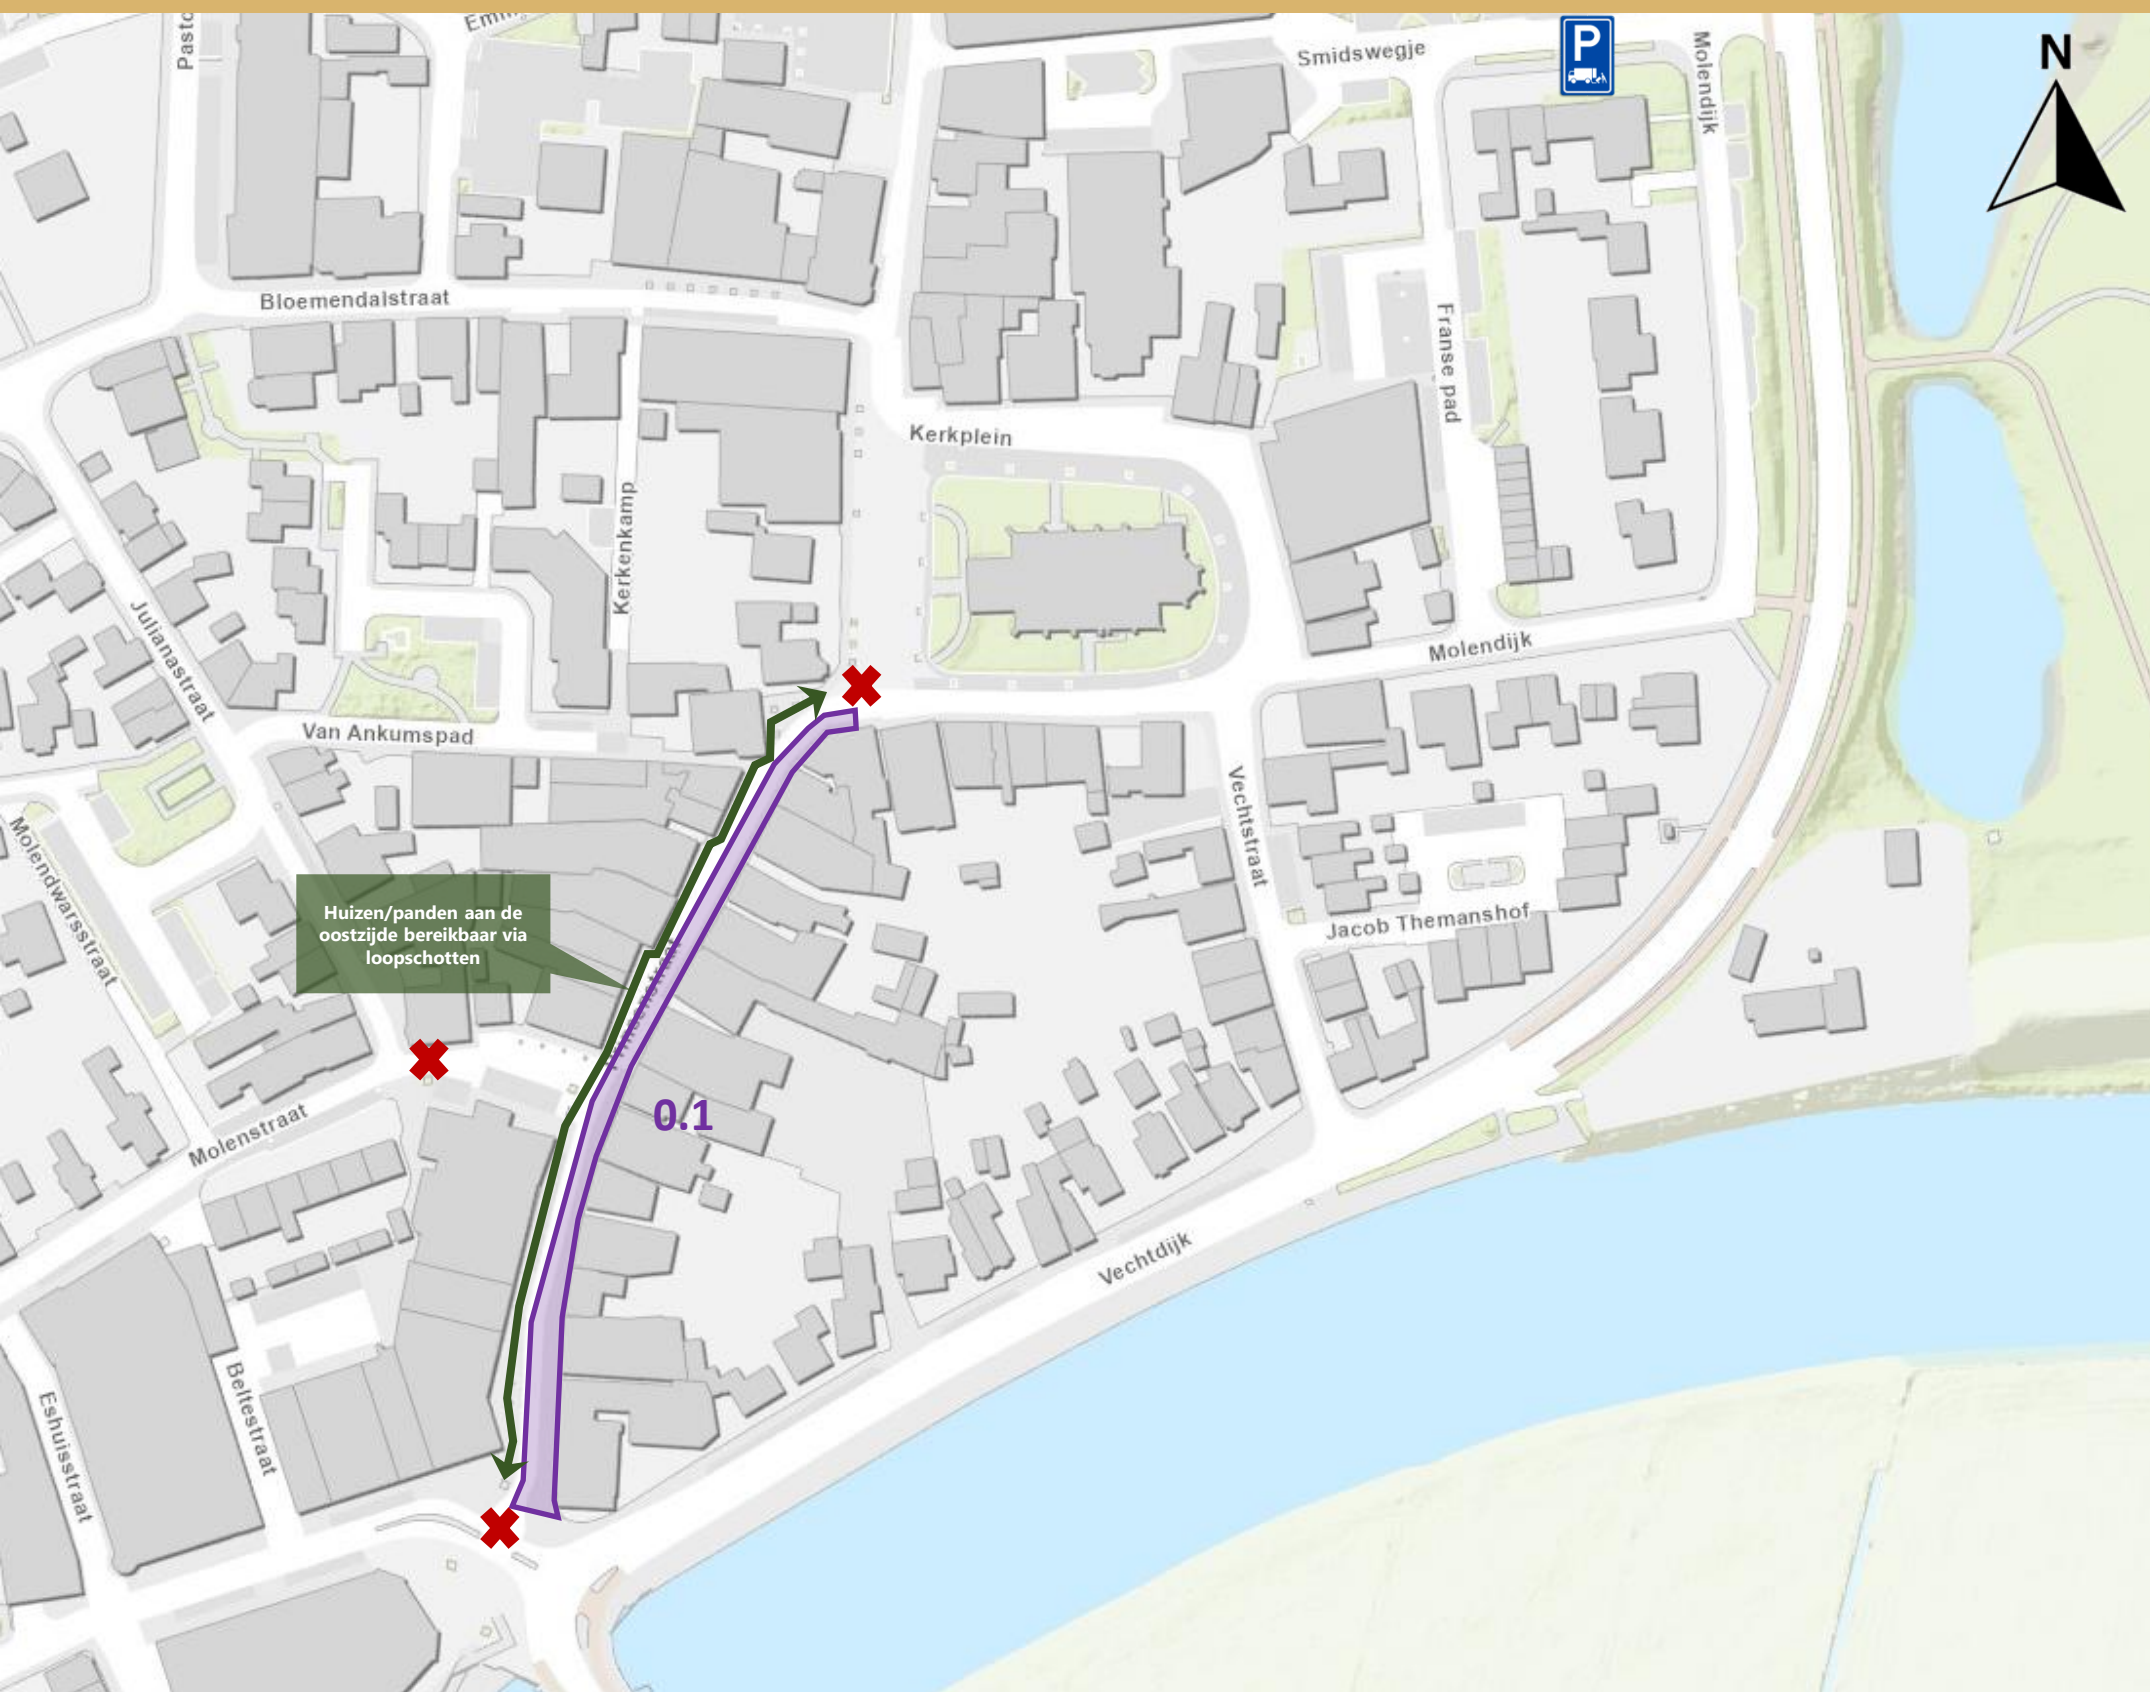 Smidswegje
P
Molendijk
N
Bloemendalstraat
Franse pad
Kerkplein
Kerkenkamp
Julianastraat
Molendijk
Van Ankumspad
Vechtstraat
Molendwarsstraat
Huizen/panden aan de
oostzijde bereikbaar via
loopschotten
Jacob Themanshof
0.1
Molenstraat
Vechtdijk
Beltestraat
Eshuisstraat